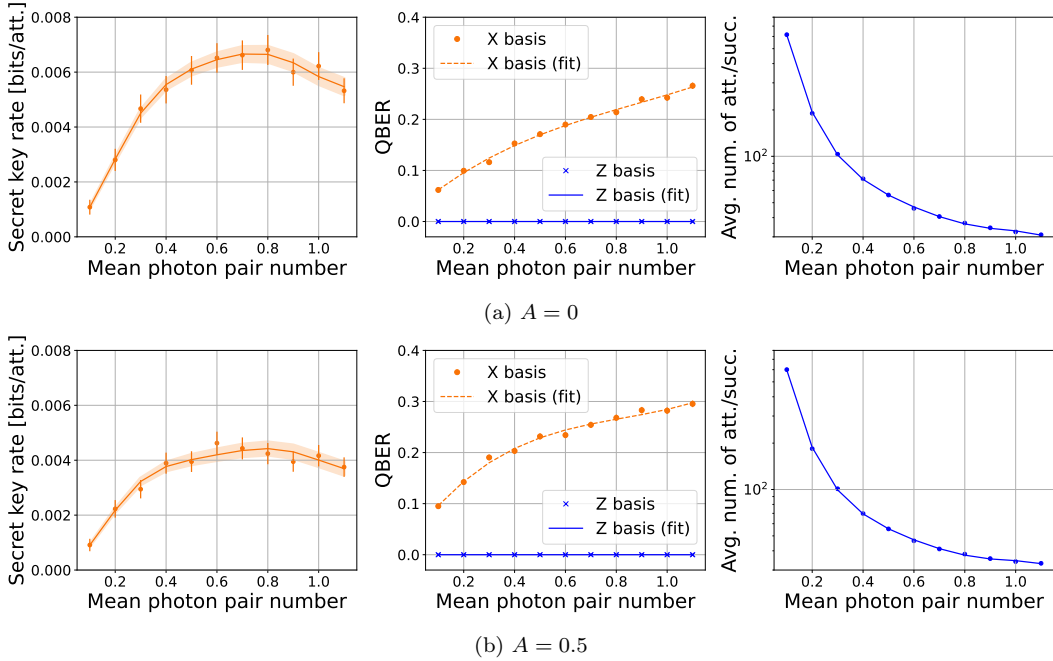 Secret key rate [bits/att.]
0.008
0.006
0.004
0.002
0.000
0.2 0.4 0.6 0.8 1.0
Mean photon pair number
QBER
0.4
0.3
0.2
0.1
0.0
X basis
X basis (fit)
Z basis
Z basis (fit)
0.2 0.4 0.6 0.8 1.0
Mean photon pair number
Avg. num. of att./succ.
10²
0.2 0.4 0.6 0.8 1.0
Mean photon pair number
(a) A = 0
Secret key rate [bits/att.]
0.008
0.006
0.004
0.002
0.000
0.2 0.4 0.6 0.8 1.0
Mean photon pair number
QBER
0.4
0.3
0.2
0.1
0.0
X basis
X basis (fit)
Z basis
Z basis (fit)
0.2 0.4 0.6 0.8 1.0
Mean photon pair number
Avg. num. of att./succ.
10²
0.2 0.4 0.6 0.8 1.0
Mean photon pair number
(b) A = 0.5